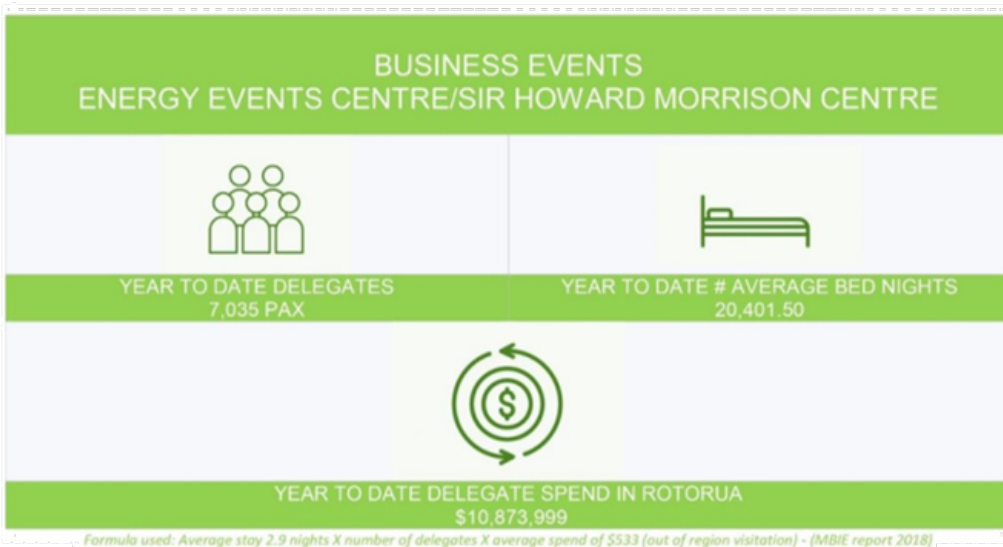 BUSINESS EVENTS
ENERGY EVENTS CENTRE/SIR HOWARD MORRISON CENTRE
YEAR TO DATE DELEGATES
7,035 PAX
YEAR TO DATE # AVERAGE BED NIGHTS
20,401.50
$
YEAR TO DATE DELEGATE SPEND IN ROTORUA
$10,873,999
Formula used: Average stay 2.9 nights X number of delegates X average spend of $533 (out of region visitation) - (MBIE report 2018)